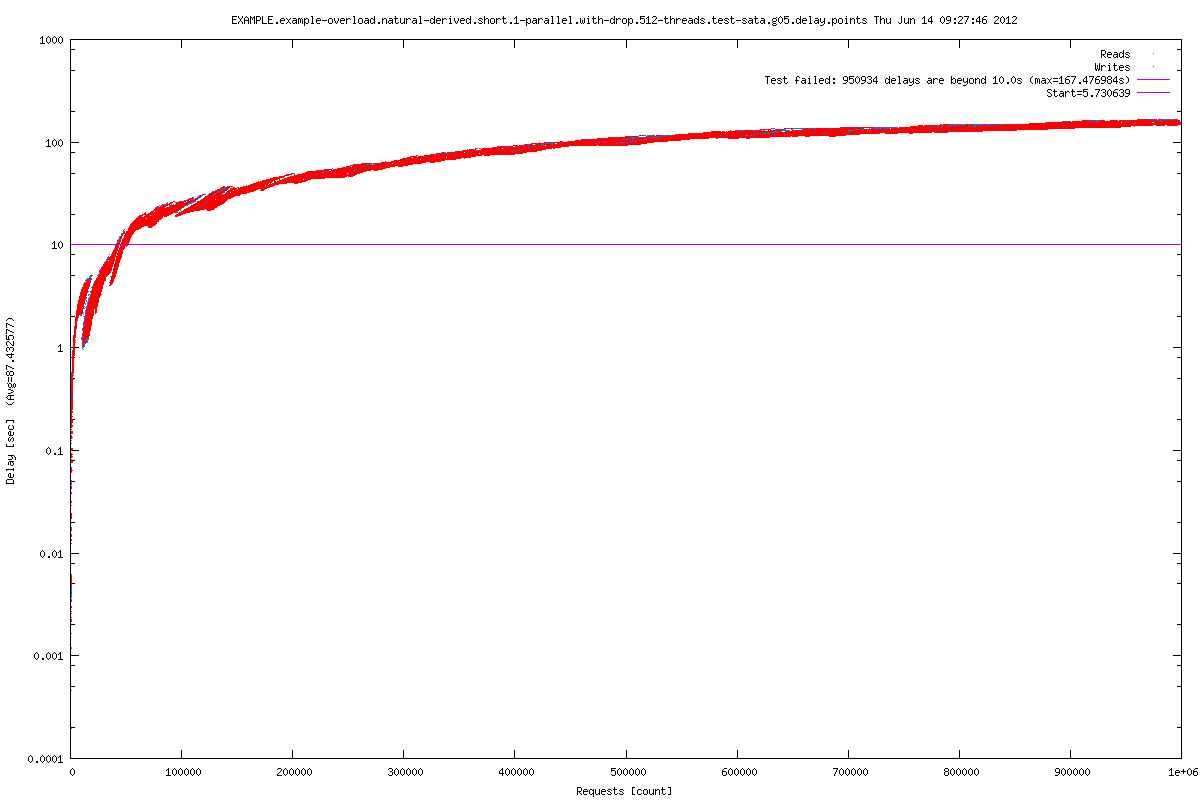 EXAMPLE.example-overload.natural-derived.short.1-parallel.with-drop.512-threads.test-sata.g05.delay.points Thu Jun 14 09:27:46 2012
Reads
Writes
Test failed: 950934 delays are beyond 10.0s (max=167.476984s)
Start=5.730639
1000
100
10
1
0.1
0.01
0.001
0.0001
Delay [sec] (Avg=87.432577)
0 100000 200000 300000 400000 500000 600000 700000 800000 900000 1e+06
Requests [count]